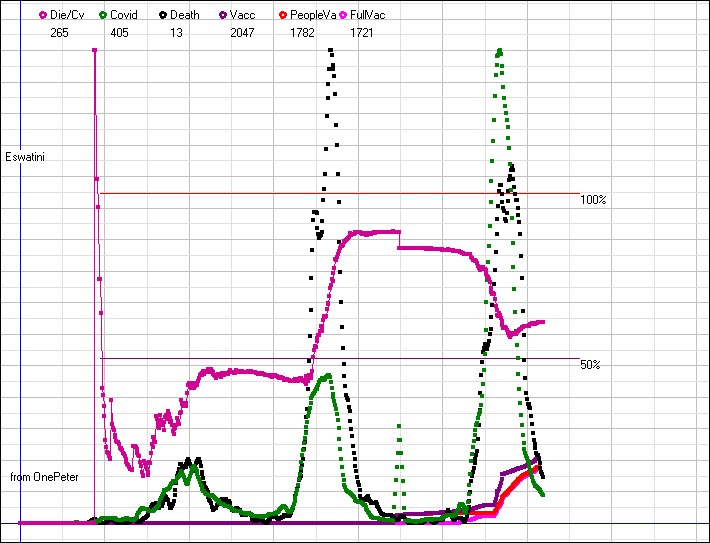 Die/Cv Covid Death Vacc PeopleVa FullVac
265 405 13 2047 1782 1721
Eswatini
100%
50%
from OnePeter